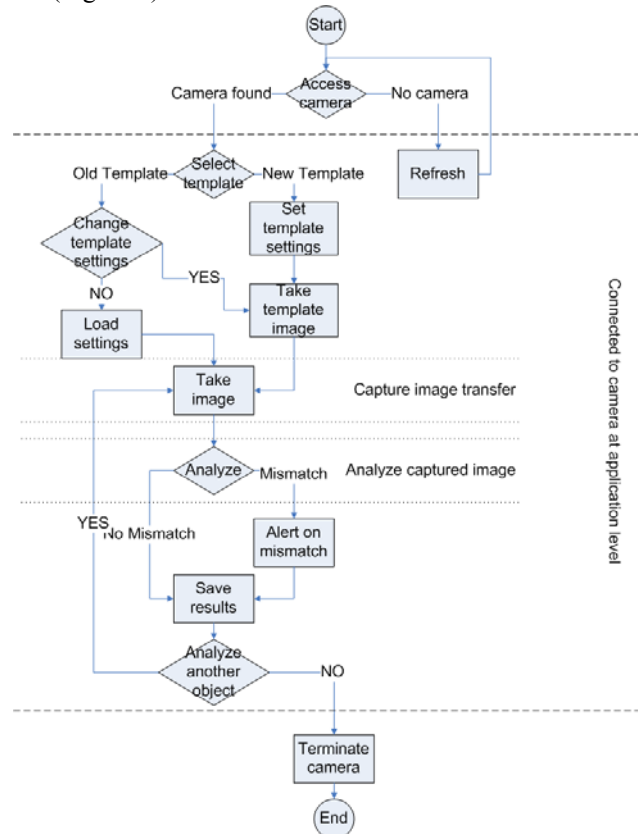 Start
Access
camera
Camera found
No camera
Select
template
Old Template
New Template
Refresh
Change
template
settings
Set
template
settings
YES
NO
Take
template
image
Load
settings
Connected to camera at application level
Take
image
Capture image transfer
Analyze
Mismatch
Analyze captured image
YES
No Mismatch
Alert on
mismatch
Save
results
Analyze
another
object
NO
Terminate
camera
End